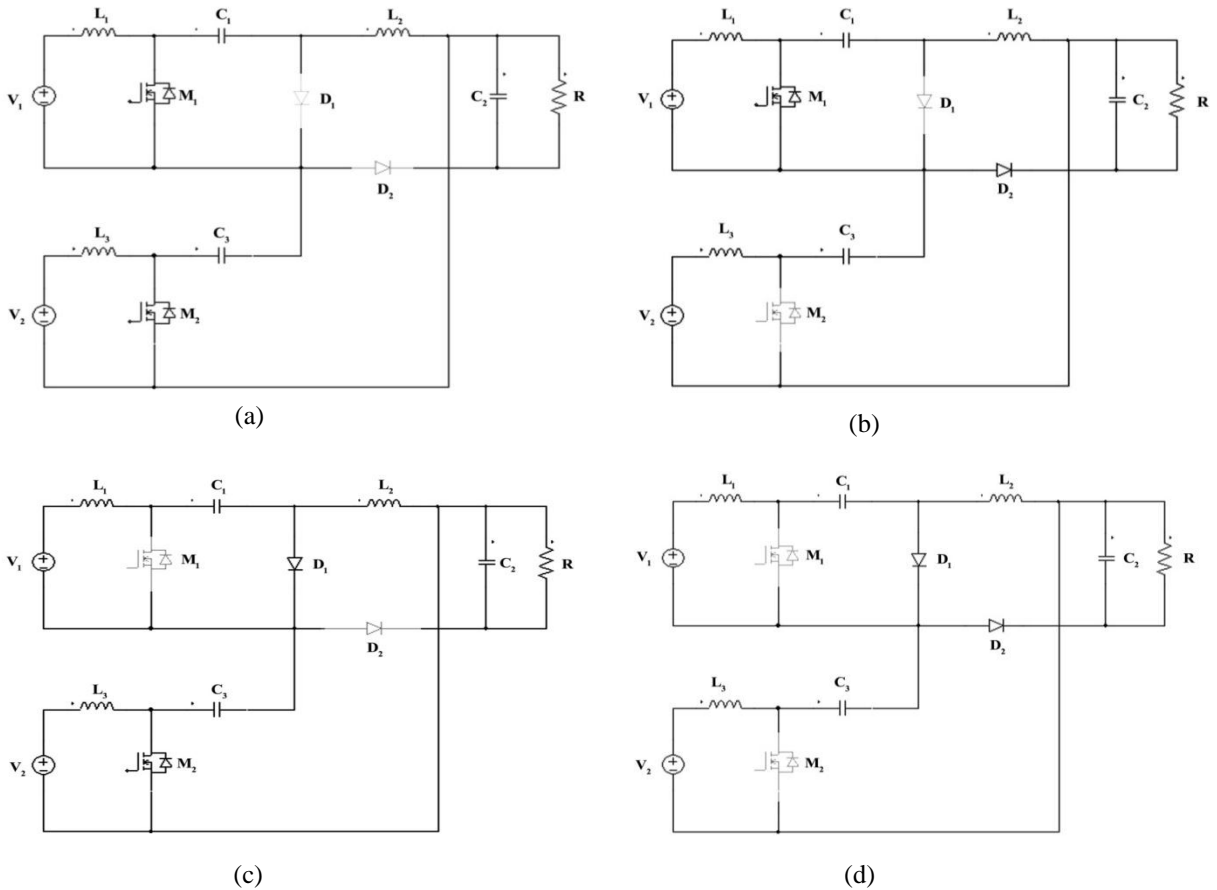 L₁ C₁ L₂
V₁ M₁ D₁ C₂ R
D₂
L₃ C₃
V₂ M₂
(a)
L₁ C₁ L₂
V₁ M₁ D₁ C₂ R
D₂
L₃ C₃
V₂ M₂
(b)
L₁ C₁ L₂
V₁ M₁ D₁ C₂ R
D₂
L₃ C₃
V₂ M₂
(c)
L₁ C₁ L₂
V₁ M₁ D₁ C₂ R
D₂
L₃ C₃
V₂ M₂
(d)